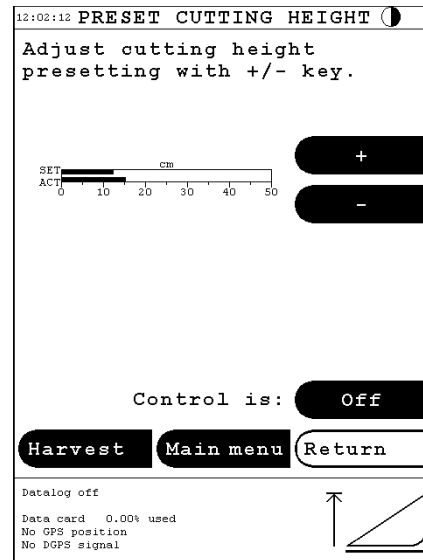 12:02:12 PRESET CUTTING HEIGHT
Adjust cutting height
presetting with +/- key.
+
cm
SET
ACT
0 10 20 30 40 50
-
Control is: Off
Harvest Main menu Return
Datalog off
Data card 0.00% used
No GPS position
No DGPS signal